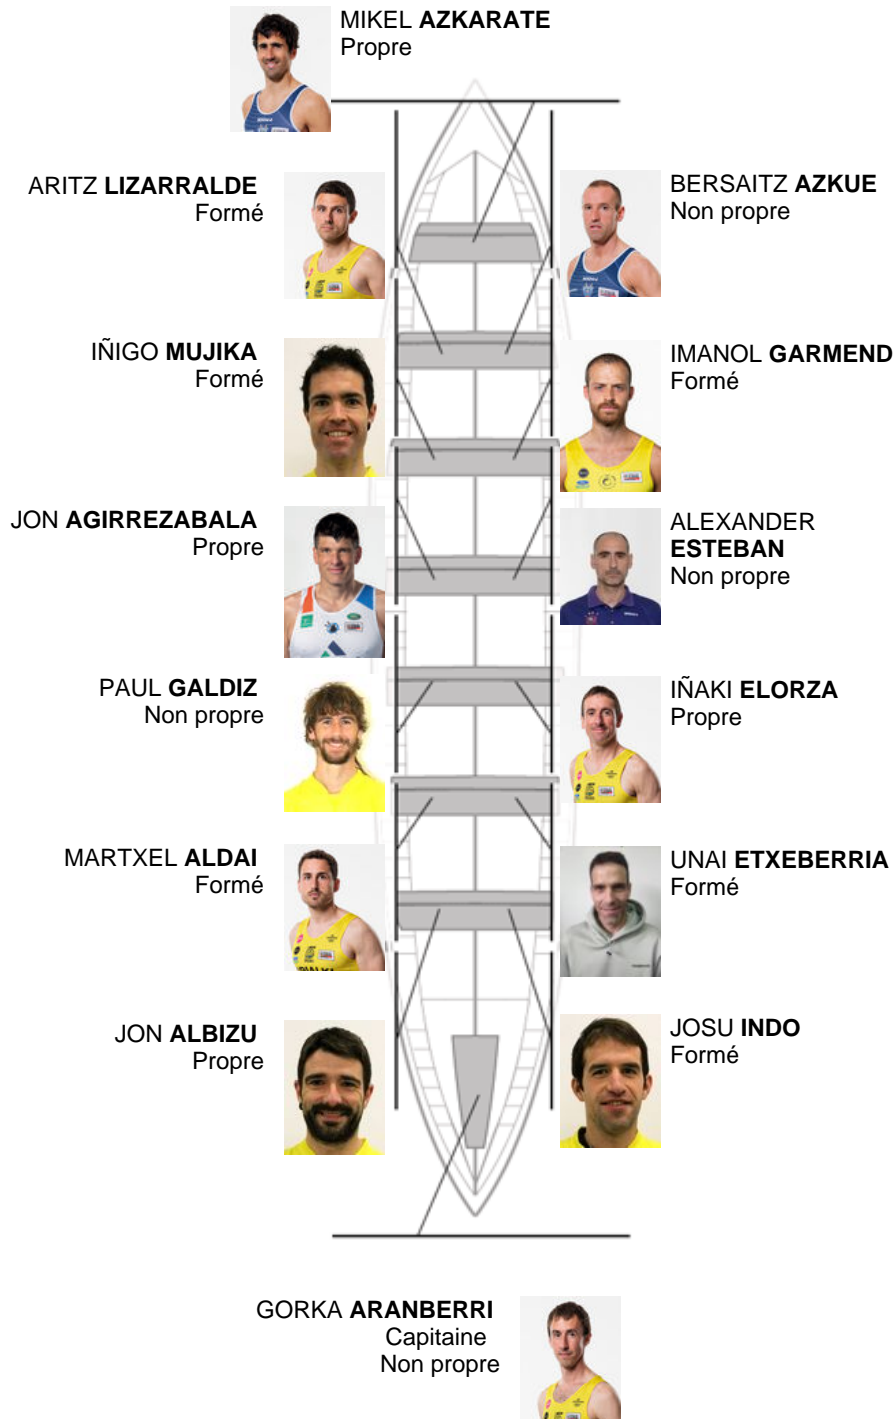 MIKEL AZKARATE
Propre
ARITZ LIZARRALDE
Formé
BERSAITZ AZKUE
Non propre
IÑIGO MUJIKA
Formé
IMANOL GARMEND
Formé
JON AGIRREZABALA
Propre
ALEXANDER
ESTEBAN
Non propre
PAUL GALDIZ
Non propre
IÑAKI ELORZA
Propre
MARTXEL ALDAI
Formé
UNAI ETXEBERRIA
Formé
JON ALBIZU
Propre
JOSU INDO
Formé
GORKA ARANBERRI
Capitaine
Non propre